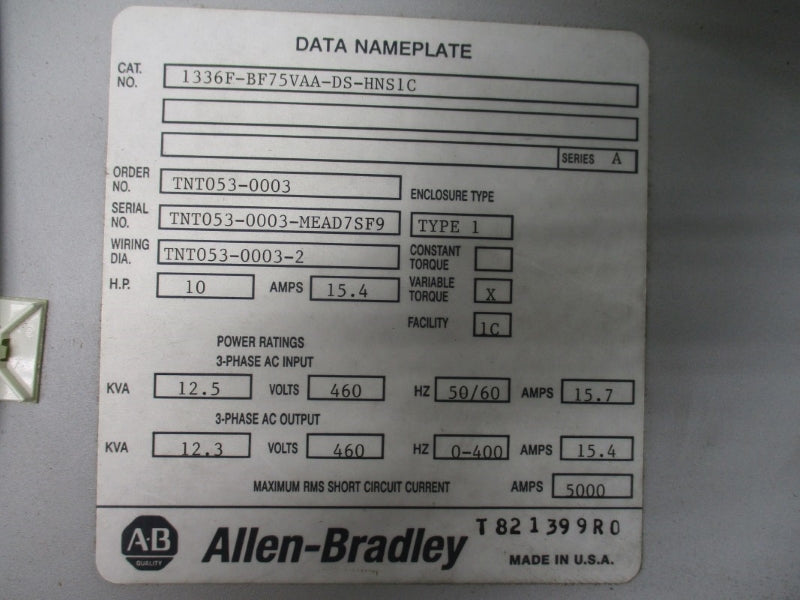 DATA NAMEPLATE
CAT. NO. 1336F-BF75VAA-DS-HNS1C
SERIES A
ORDER NO. TNT053-0003
ENCLOSURE TYPE
SERIAL NO. TNT053-0003-MEAD7SF9 TYPE 1
WIRING DIA. TNT053-0003-2 CONSTANT TORQUE
H.P. 10 AMPS 15.4 VARIABLE TORQUE X
FACILITY 1C
POWER RATINGS
3-PHASE AC INPUT
KVA 12.5 VOLTS 460 HZ 50/60 AMPS 15.7
3-PHASE AC OUTPUT
KVA 12.3 VOLTS 460 HZ 0-400 AMPS 15.4
MAXIMUM RMS SHORT CIRCUIT CURRENT AMPS 5000
A-B QUALITY Allen-Bradley T821399R0
MADE IN U.S.A.